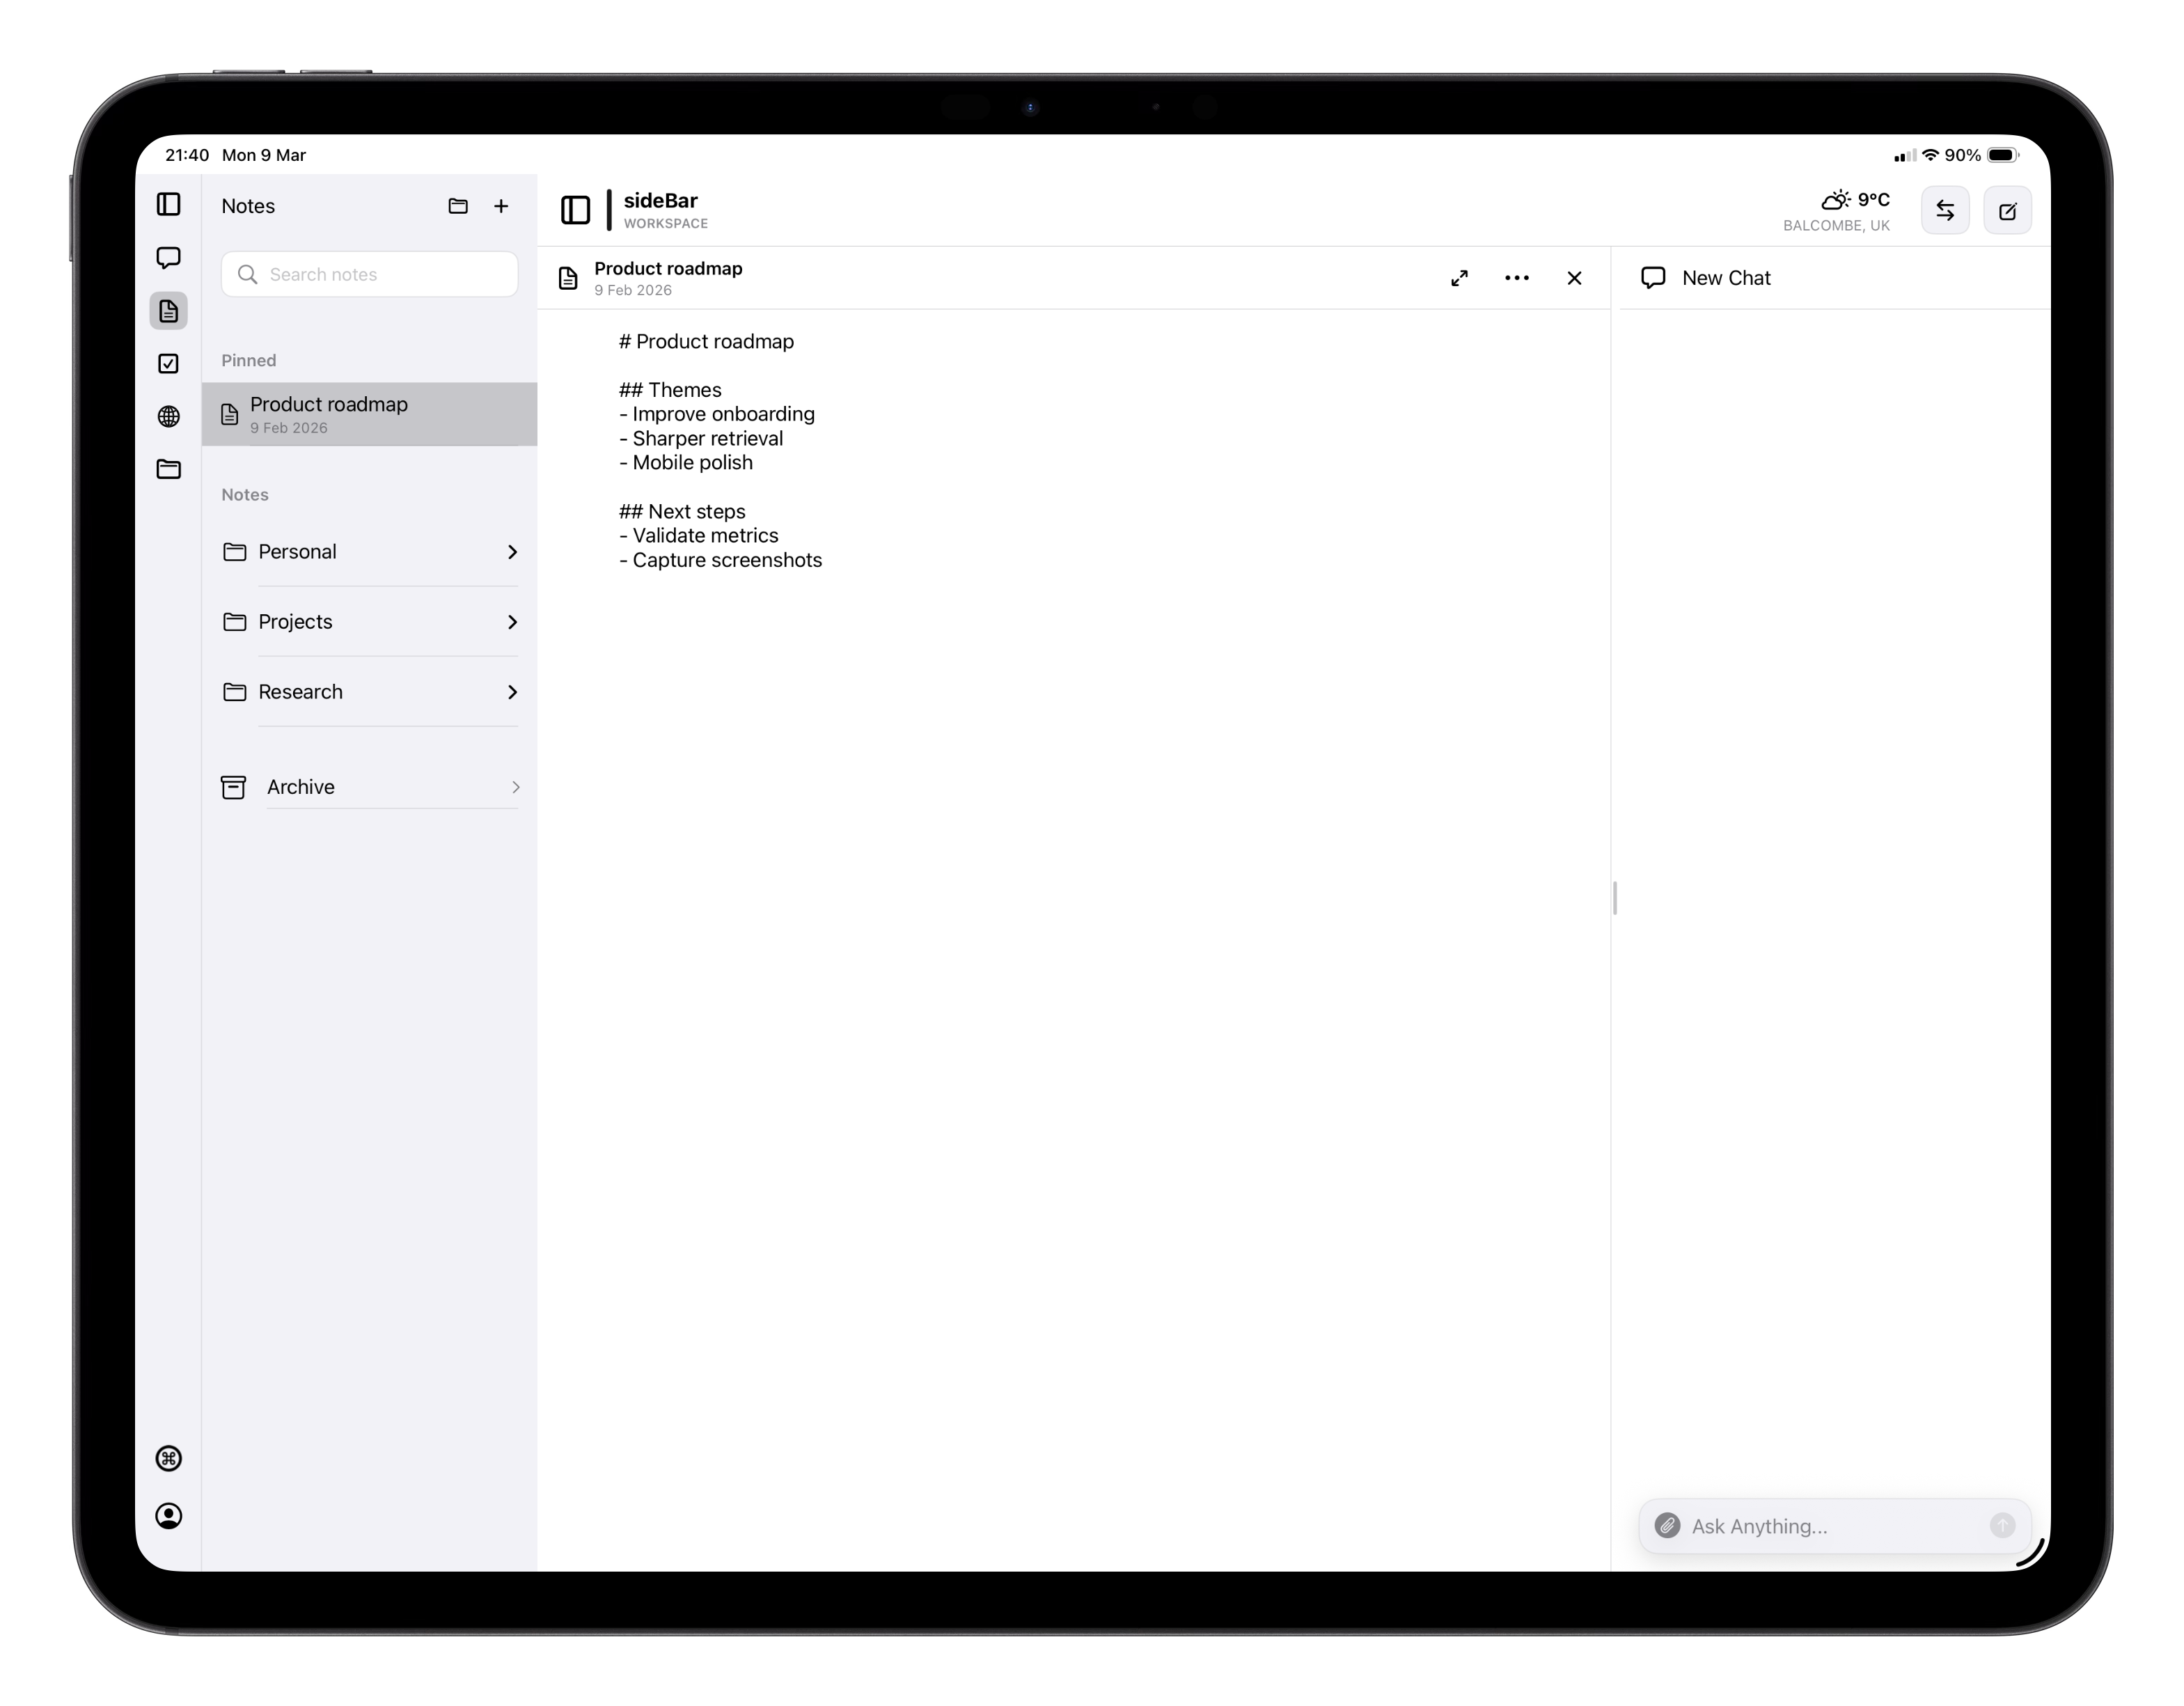 21:40 Mon 9 Mar
90%
Notes
Search notes
Pinned
Product roadmap
9 Feb 2026
Notes
Personal
Projects
Research
Archive
sideBar
WORKSPACE
9°C
BALCOMBE, UK
Product roadmap
9 Feb 2026
# Product roadmap
## Themes
- Improve onboarding
- Sharper retrieval
- Mobile polish
## Next steps
- Validate metrics
- Capture screenshots
New Chat
Ask Anything...